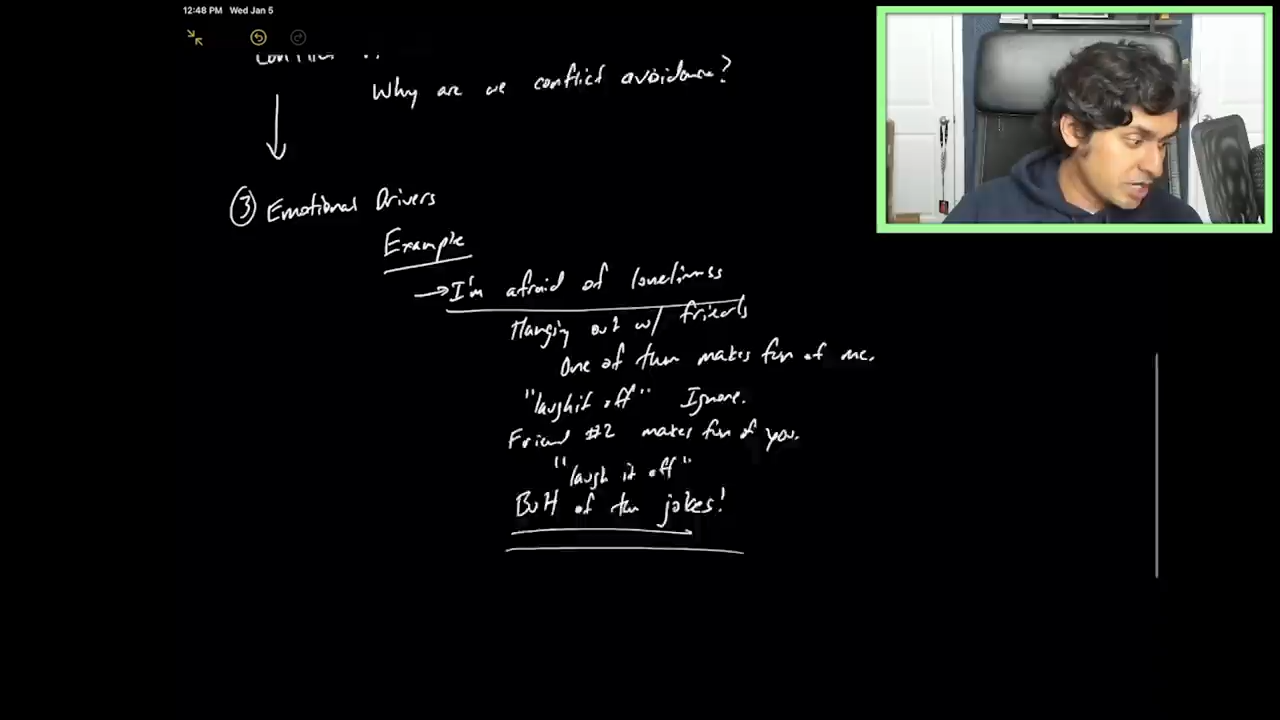 12:48 PM Wed Jan 5
Why are we conflict avoidance?
③ Emotional Drivers
Example
→ I'm afraid of loneliness
Hanging out w/ friends
One of them makes fun of me.
"laugh it off" Ignore.
Friend #2 makes fun of you.
"laugh it off"
Butt of the jokes!